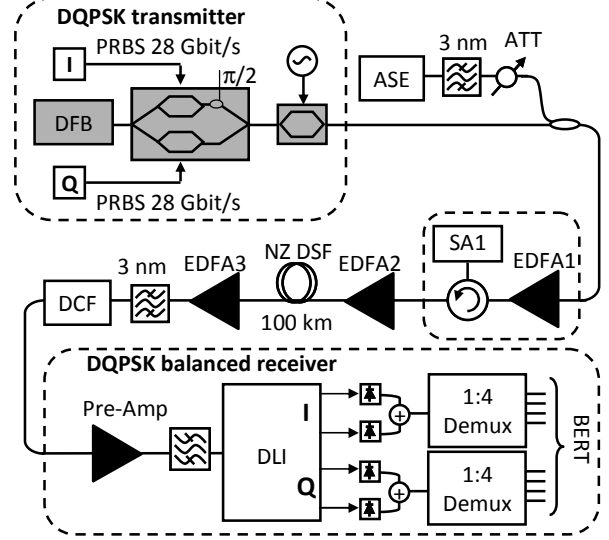 DQPSK transmitter
PRBS 28 Gbit/s
I
π/2
DFB
Q
PRBS 28 Gbit/s
3 nm
ATT
ASE
SA1
EDFA1
EDFA2
NZ DSF
100 km
EDFA3
3 nm
DCF
DQPSK balanced receiver
Pre-Amp
DLI
I
Q
1:4
Demux
1:4
Demux
BERT